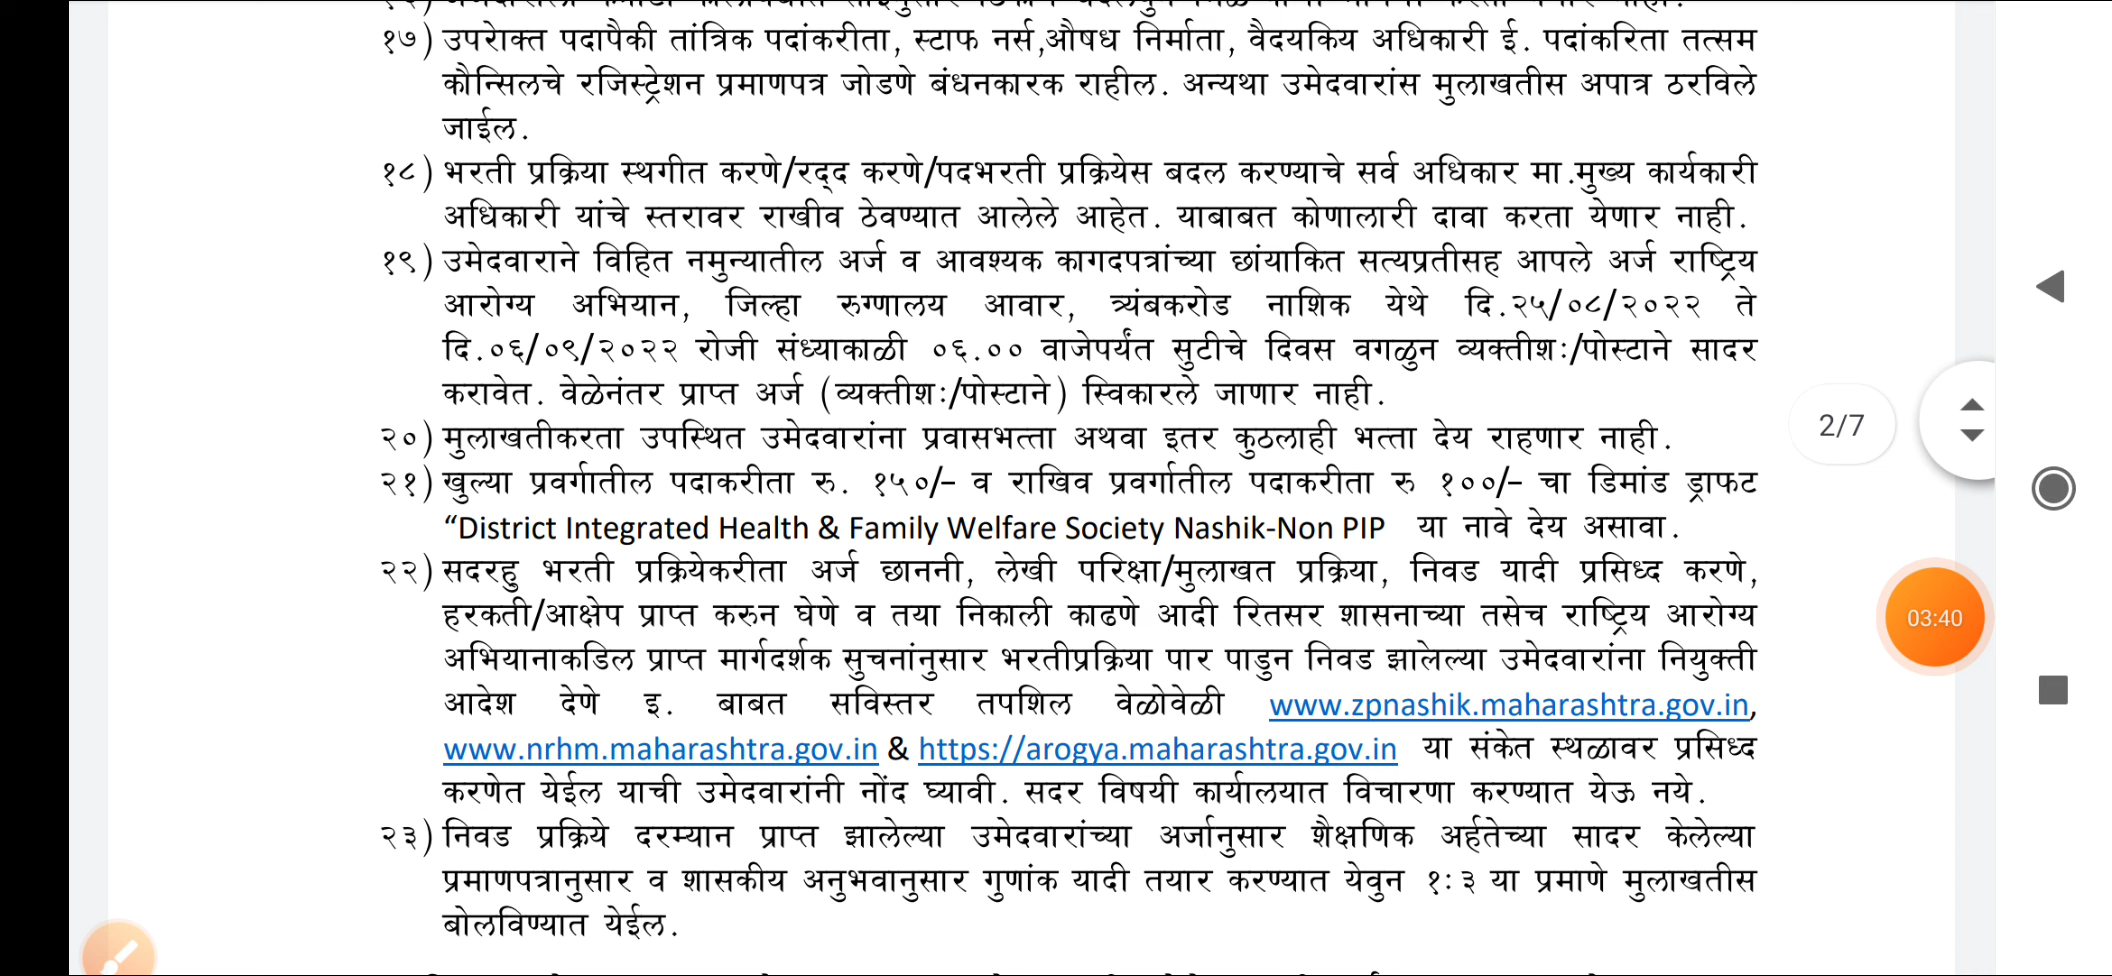 १७) उपरोक्त पदापैकी तांत्रिक पदांकरीता, स्टाफ नर्स,औषध निर्माता, वैदयकिय अधिकारी ई. पदांकरिता तत्सम
कौन्सिलचे रजिस्ट्रेशन प्रमाणपत्र जोडणे बंधनकारक राहील. अन्यथा उमेदवारांस मुलाखतीस अपात्र ठरविले
जाईल.
१८) भरती प्रक्रिया स्थगीत करणे/रद्द करणे/पदभरती प्रक्रियेस बदल करण्याचे सर्व अधिकार मा.मुख्य कार्यकारी
अधिकारी यांचे स्तरावर राखीव ठेवण्यात आलेले आहेत. याबाबत कोणालारी दावा करता येणार नाही.
१९) उमेदवाराने विहित नमुन्यातील अर्ज व आवश्यक कागदपत्रांच्या छांयाकित सत्यप्रतीसह आपले अर्ज राष्ट्रिय
आरोग्य अभियान, जिल्हा रुग्णालय आवार, त्र्यंबकरोड नाशिक येथे दि.२५/०८/२०२२ ते
दि.०६/०९/२०२२ रोजी संध्याकाळी ०६.०० वाजेपर्यंत सुटीचे दिवस वगळुन व्यक्तीशः/पोस्टाने सादर
करावेत. वेळेनंतर प्राप्त अर्ज (व्यक्तीशः/पोस्टाने) स्विकारले जाणार नाही.
२०) मुलाखतीकरता उपस्थित उमेदवारांना प्रवासभत्ता अथवा इतर कुठलाही भत्ता देय राहणार नाही.
2/7
२१) खुल्या प्रवर्गातील पदाकरीता रु. १५०/- व राखिव प्रवर्गातील पदाकरीता रु १००/- चा डिमांड ड्राफट
“District Integrated Health & Family Welfare Society Nashik-Non PIP या नावे देय असावा.
२२) सदरहु भरती प्रक्रियेकरीता अर्ज छाननी, लेखी परिक्षा/मुलाखत प्रक्रिया, निवड यादी प्रसिध्द करणे,
हरकती/आक्षेप प्राप्त करुन घेणे व तया निकाली काढणे आदी रितसर शासनाच्या तसेच राष्ट्रिय आरोग्य
03:40
अभियानाकडिल प्राप्त मार्गदर्शक सुचनांनुसार भरतीप्रक्रिया पार पाडुन निवड झालेल्या उमेदवारांना नियुक्ती
आदेश देणे इ. बाबत सविस्तर तपशिल वेळोवेळी www.zpnashik.maharashtra.gov.in,
www.nrhm.maharashtra.gov.in & https://arogya.maharashtra.gov.in या संकेत स्थळावर प्रसिध्द
करणेत येईल याची उमेदवारांनी नोंद घ्यावी. सदर विषयी कार्यालयात विचारणा करण्यात येऊ नये.
२३) निवड प्रक्रिये दरम्यान प्राप्त झालेल्या उमेदवारांच्या अर्जानुसार शैक्षणिक अर्हतेच्या सादर केलेल्या
प्रमाणपत्रानुसार व शासकीय अनुभवानुसार गुणांक यादी तयार करण्यात येवुन १:३ या प्रमाणे मुलाखतीस
बोलविण्यात येईल.